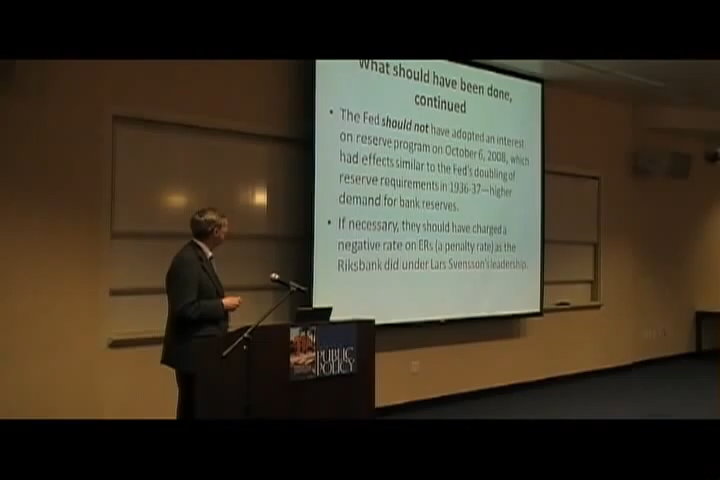 What should have been done,
continued
• The Fed should not have adopted an interest
on reserve program on October 6, 2008, which
had effects similar to the Fed's doubling of
reserve requirements in 1936-37—higher
demand for bank reserves.
• If necessary, they should have charged a
negative rate on ERs (a penalty rate) as the
Riksbank did under Lars Svensson's leadership.
PUBLIC
POLICY